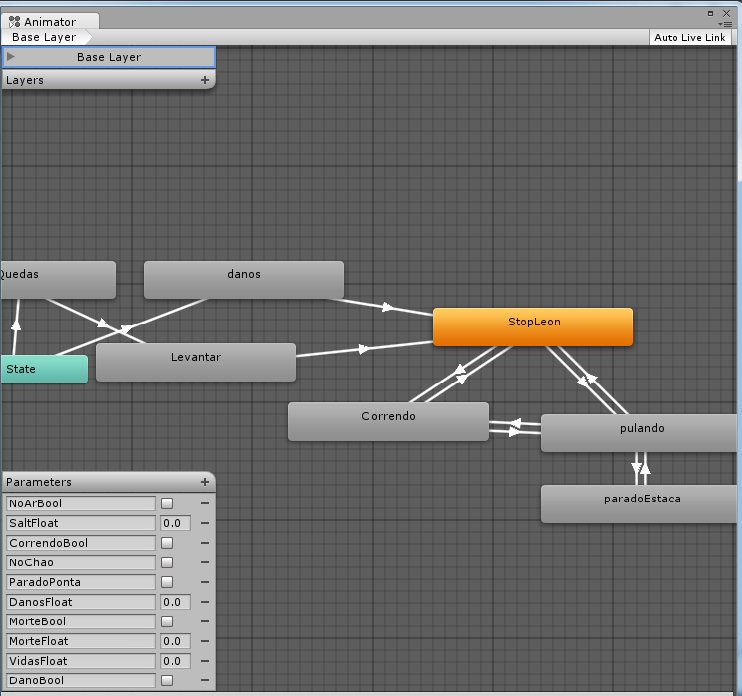 Animator
Base Layer
Auto Live Link
Base Layer
Layers
Quedas
danos
StopLeon
Levantar
State
Correndo
pulando
paradoEstaca
Parameters
NoArBool
SaltFloat 0.0
CorrendoBool
NoChao
ParadoPonta
DanosFloat 0.0
MorteBool
MorteFloat 0.0
VidasFloat 0.0
DanoBool